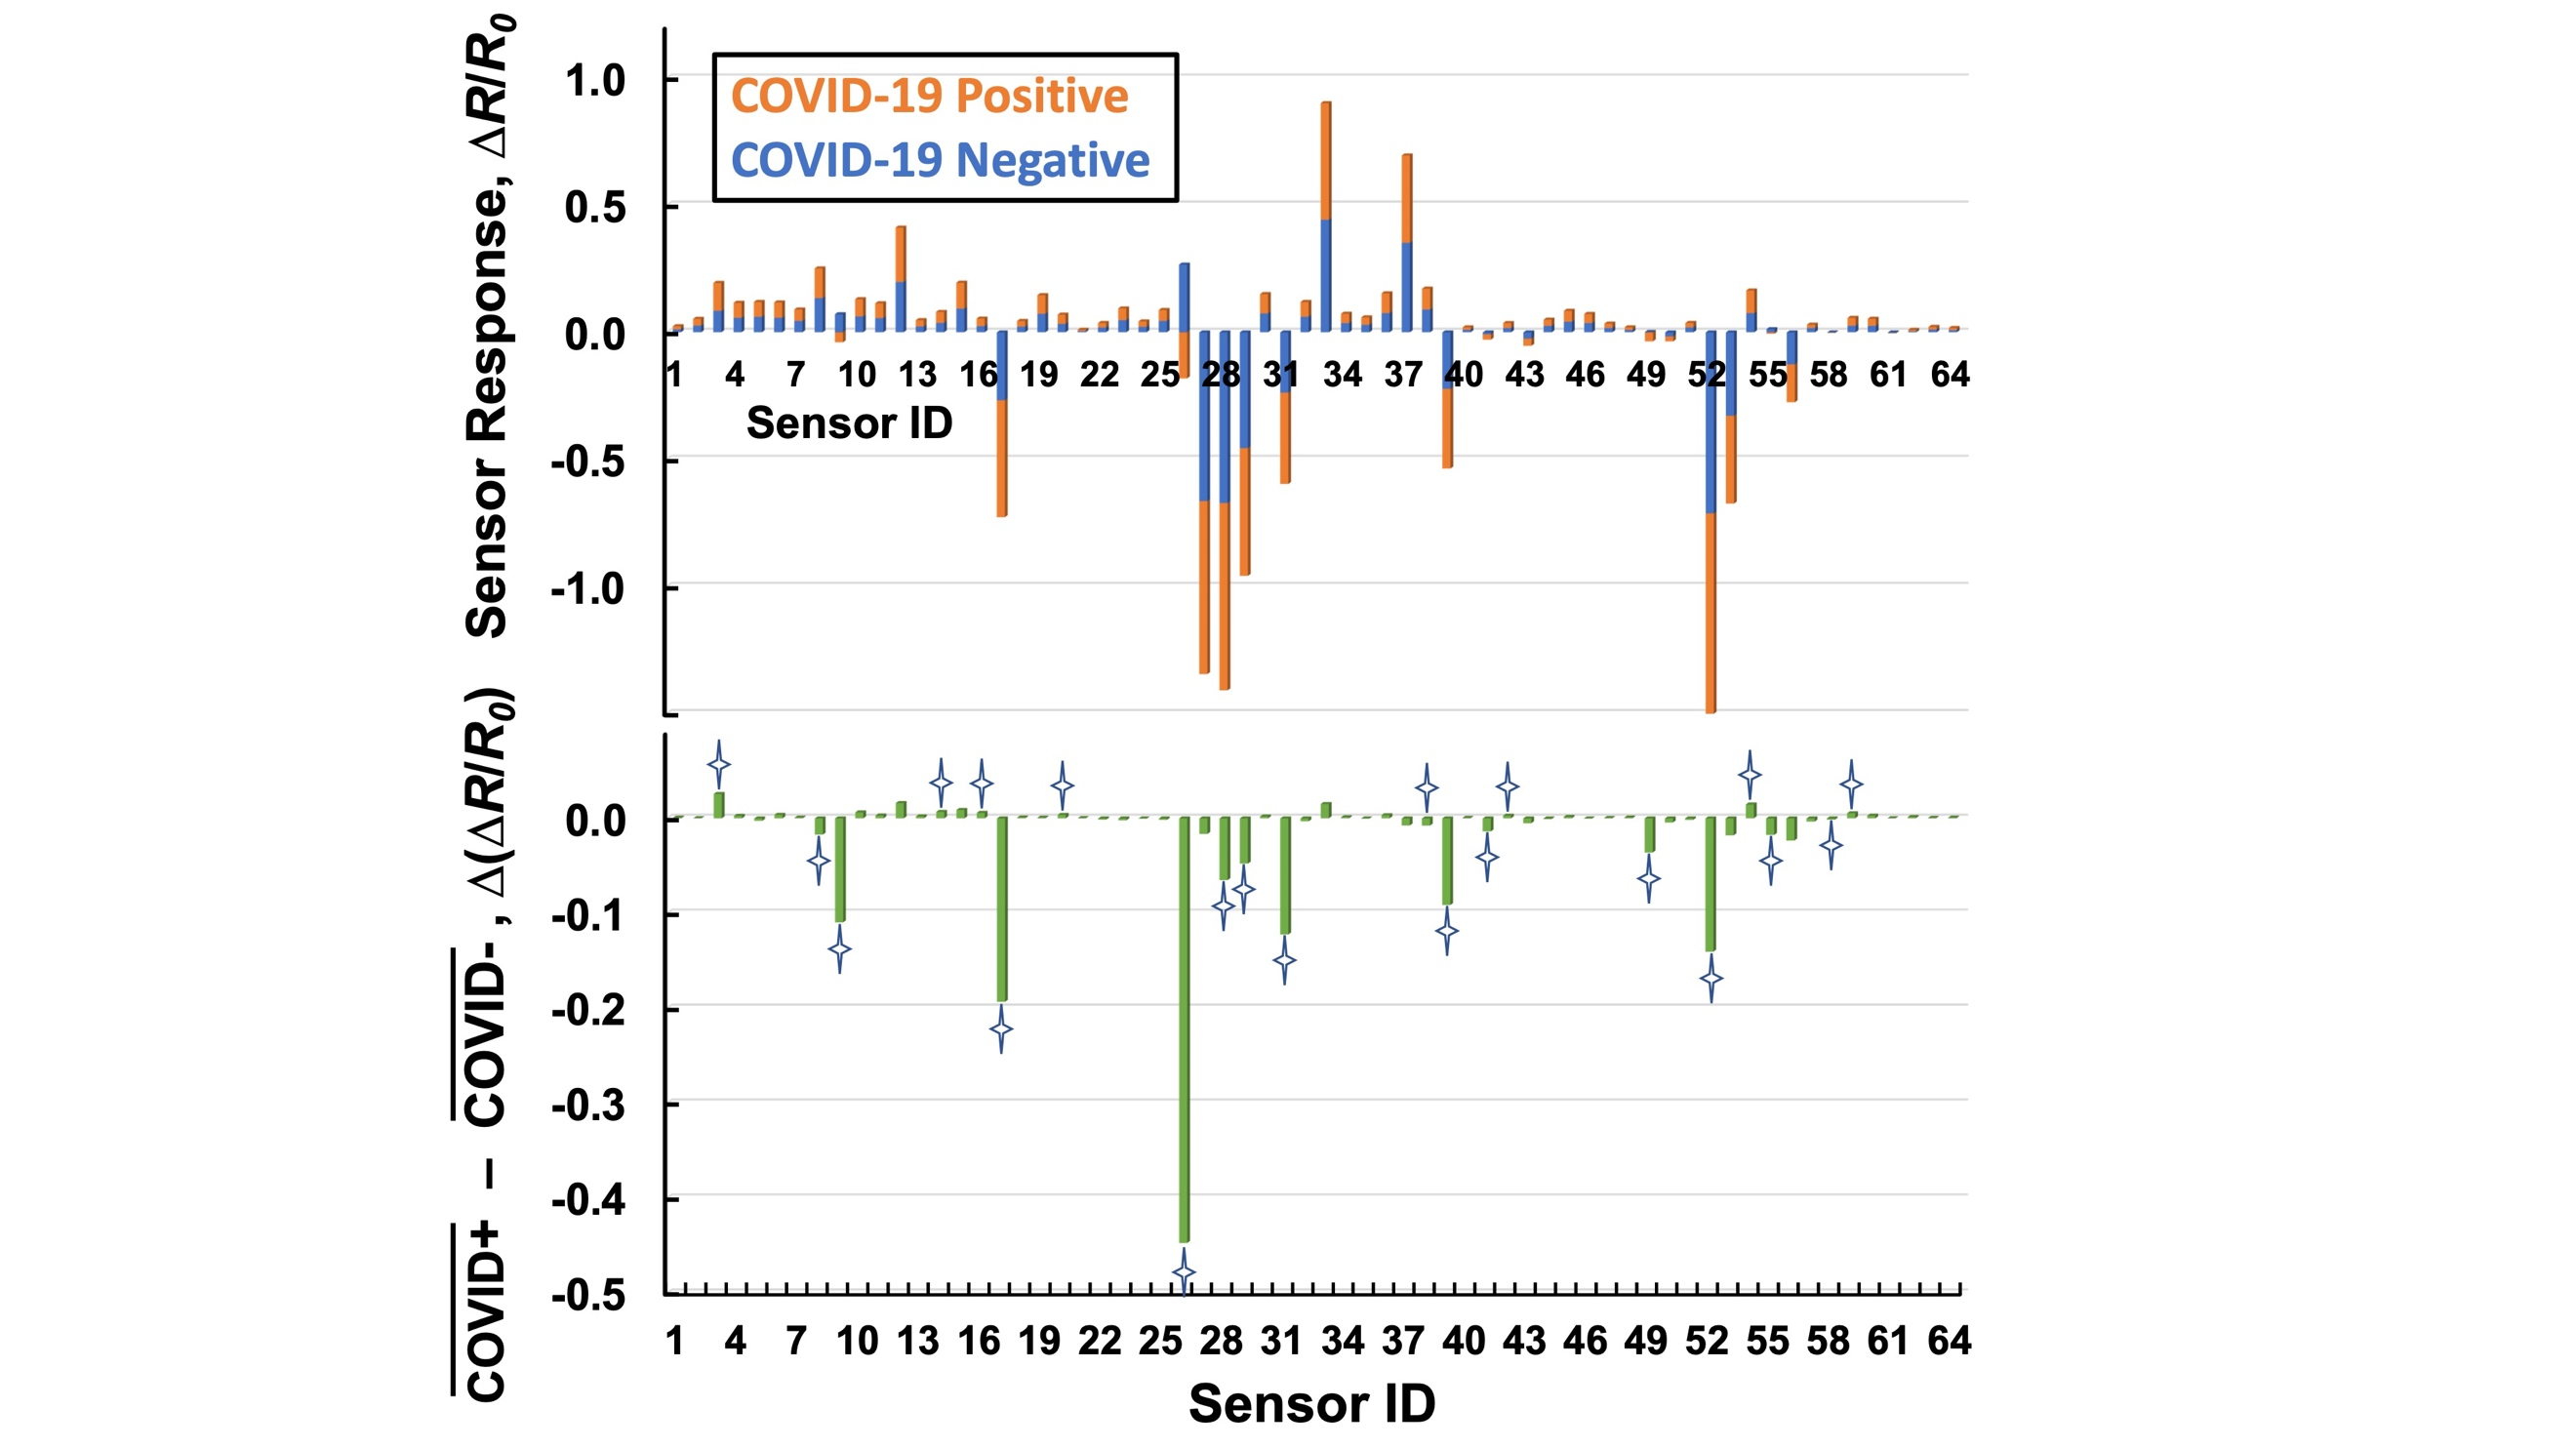 Sensor Response, ΔR/R0
1.0
0.5
0.0
-0.5
-1.0
COVID-19 Positive
COVID-19 Negative
1 4 7 10 13 16 19 22 25 28 31 34 37 40 43 46 49 52 55 58 61 64
Sensor ID
COVID+ – COVID-, Δ(ΔR/R0)
0.0
-0.1
-0.2
-0.3
-0.4
-0.5
1 4 7 10 13 16 19 22 25 28 31 34 37 40 43 46 49 52 55 58 61 64
Sensor ID